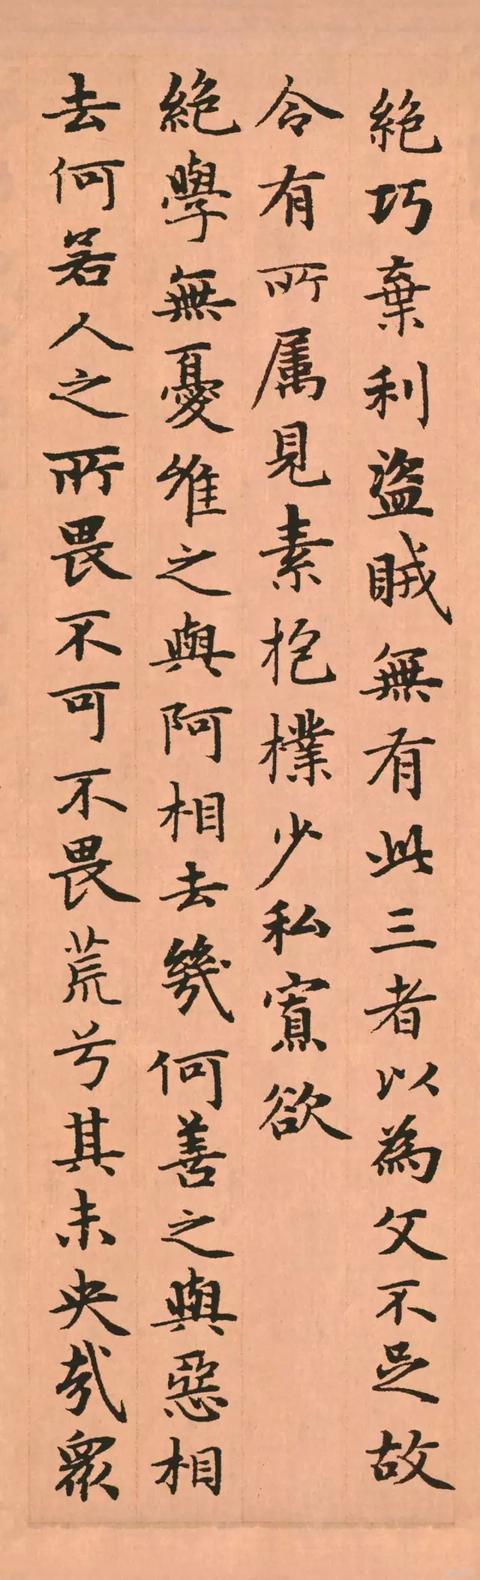 絶巧棄利盜賊無有此三者以為文不足故
令有所属見素抱樸少私寡欲
絶學無憂唯之與阿相去幾何善之與惡相
去何若人之所畏不可不畏荒兮其未央哉衆